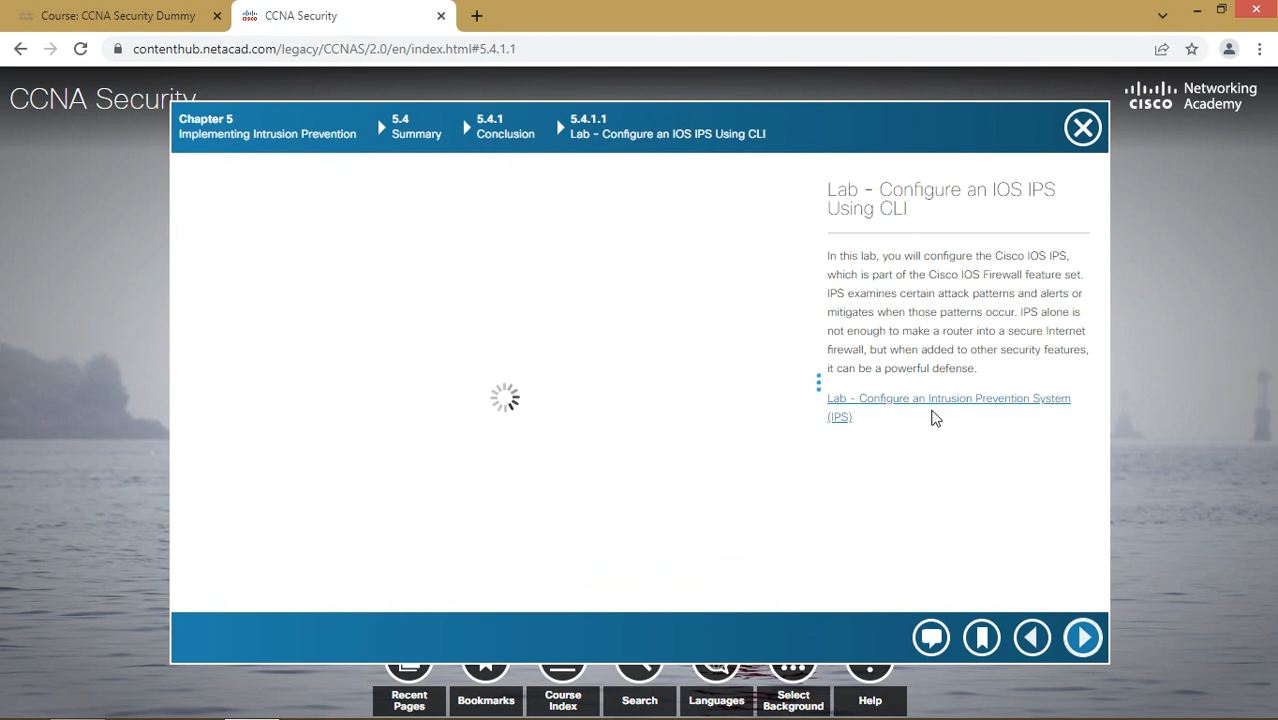 Course: CCNA Security Dummy
CCNA Security
contenthub.netacad.com/legacy/CCNAS/2.0/en/index.html#5.4.1.1
CCNA Security
Networking
CISCO Academy
Chapter 5
Implementing Intrusion Prevention
5.4
Summary
5.4.1
Conclusion
5.4.1.1
Lab - Configure an IOS IPS Using CLI
Lab - Configure an IOS IPS
Using CLI
In this lab, you will configure the Cisco IOS IPS,
which is part of the Cisco IOS Firewall feature set.
IPS examines certain attack patterns and alerts or
mitigates when those patterns occur. IPS alone is
not enough to make a router into a secure Internet
firewall, but when added to other security features,
it can be a powerful defense.
Lab - Configure an Intrusion Prevention System
(IPS)
Recent
Pages
Bookmarks
Course
Index
Search
Languages
Select
Background
Help